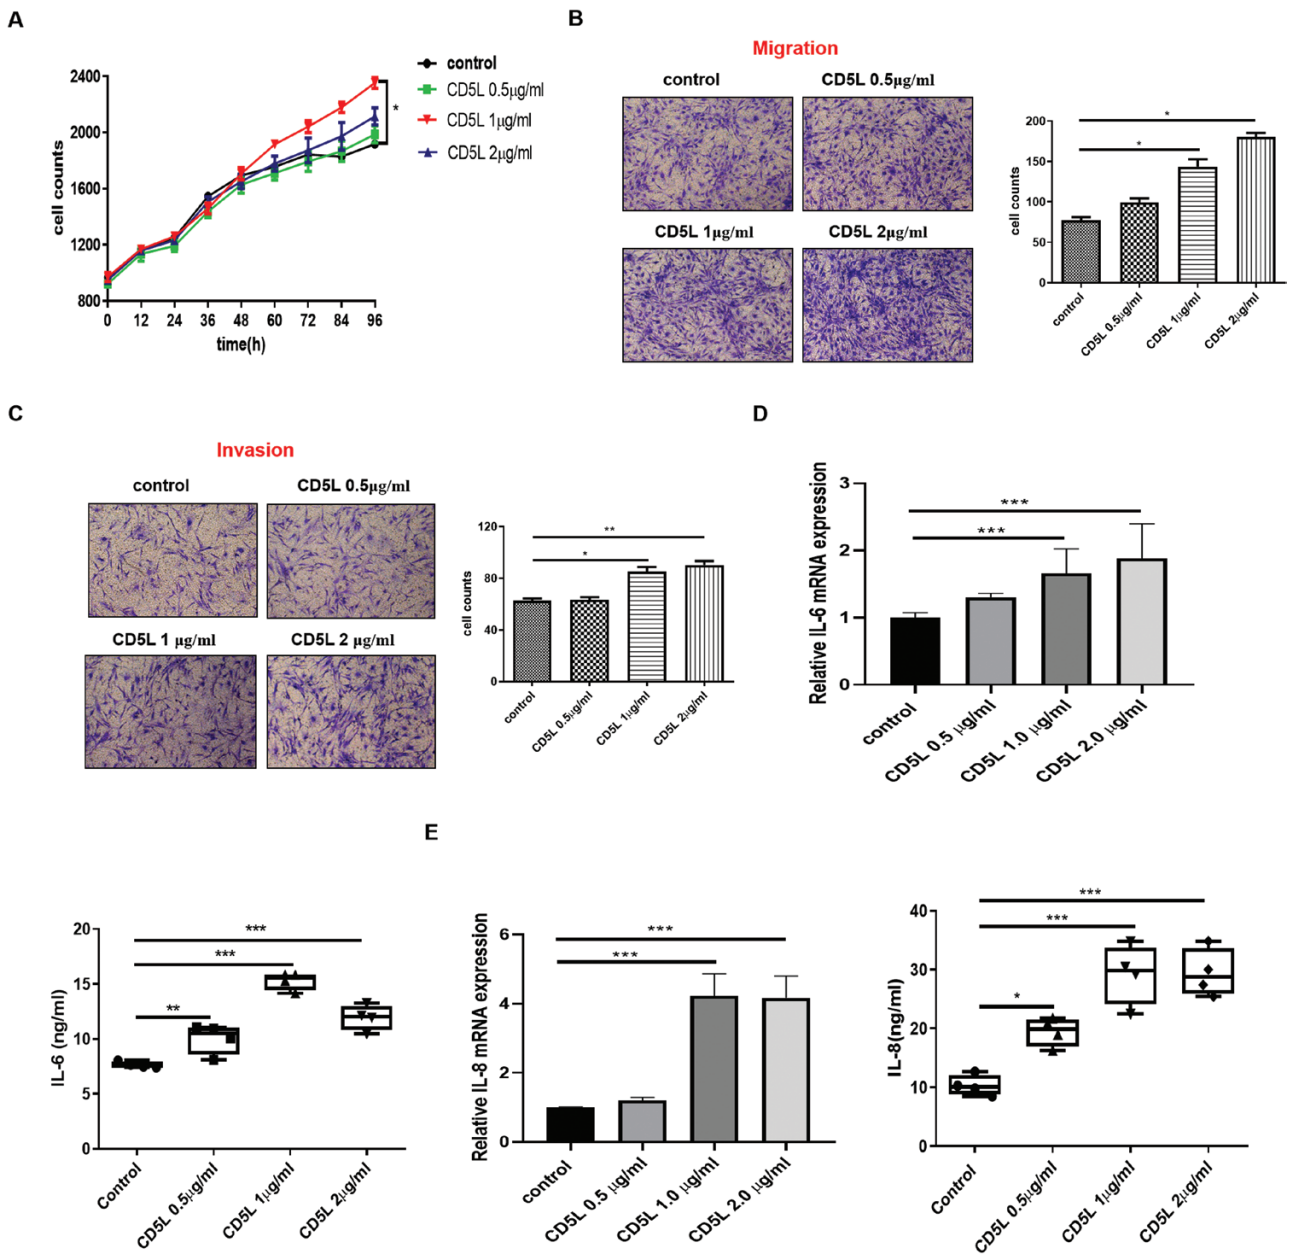 A
control
CD5L 0.5μg/ml
CD5L 1μg/ml
CD5L 2μg/ml
2400
2000
1600
1200
800
cell counts
*
0 12 24 36 48 60 72 84 96
time(h)
B
Migration
control
CD5L 0.5μg/ml
CD5L 1μg/ml
CD5L 2μg/ml
200
150
100
50
0
cell counts
*
*
control
CD5L 0.5μg/ml
CD5L 1μg/ml
CD5L 2μg/ml
C
Invasion
control
CD5L 0.5μg/ml
CD5L 1 μg/ml
CD5L 2 μg/ml
120
80
40
0
cell counts
**
*
control
CD5L 0.5μg/ml
CD5L 1μg/ml
CD5L 2μg/ml
D
Relative IL-6 mRNA expression
3
2
1
0
***
***
control
CD5L 0.5 μg/ml
CD5L 1.0 μg/ml
CD5L 2.0 μg/ml
IL-6 (ng/ml)
20
15
10
5
0
***
***
**
Control
CD5L 0.5μg/ml
CD5L 1μg/ml
CD5L 2μg/ml
E
Relative IL-8 mRNA expression
6
4
2
0
***
***
control
CD5L 0.5 μg/ml
CD5L 1.0 μg/ml
CD5L 2.0 μg/ml
IL-8(ng/ml)
40
30
20
10
0
***
***
*
Control
CD5L 0.5μg/ml
CD5L 1μg/ml
CD5L 2μg/ml